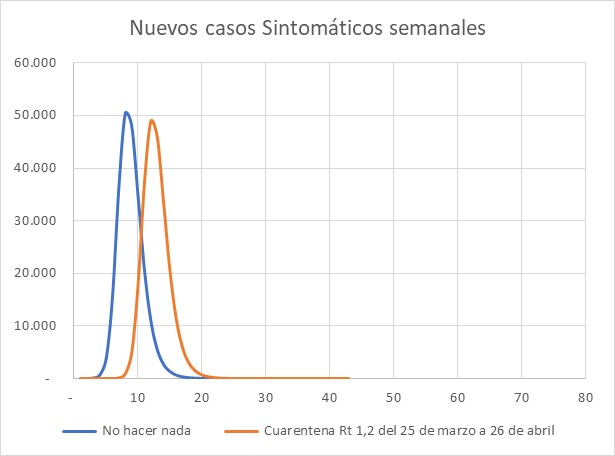 Nuevos casos Sintomáticos semanales
60.000
50.000
40.000
30.000
20.000
10.000
-
- 10 20 30 40 50 60 70 80
No hacer nada Cuarentena Rt 1,2 del 25 de marzo a 26 de abril